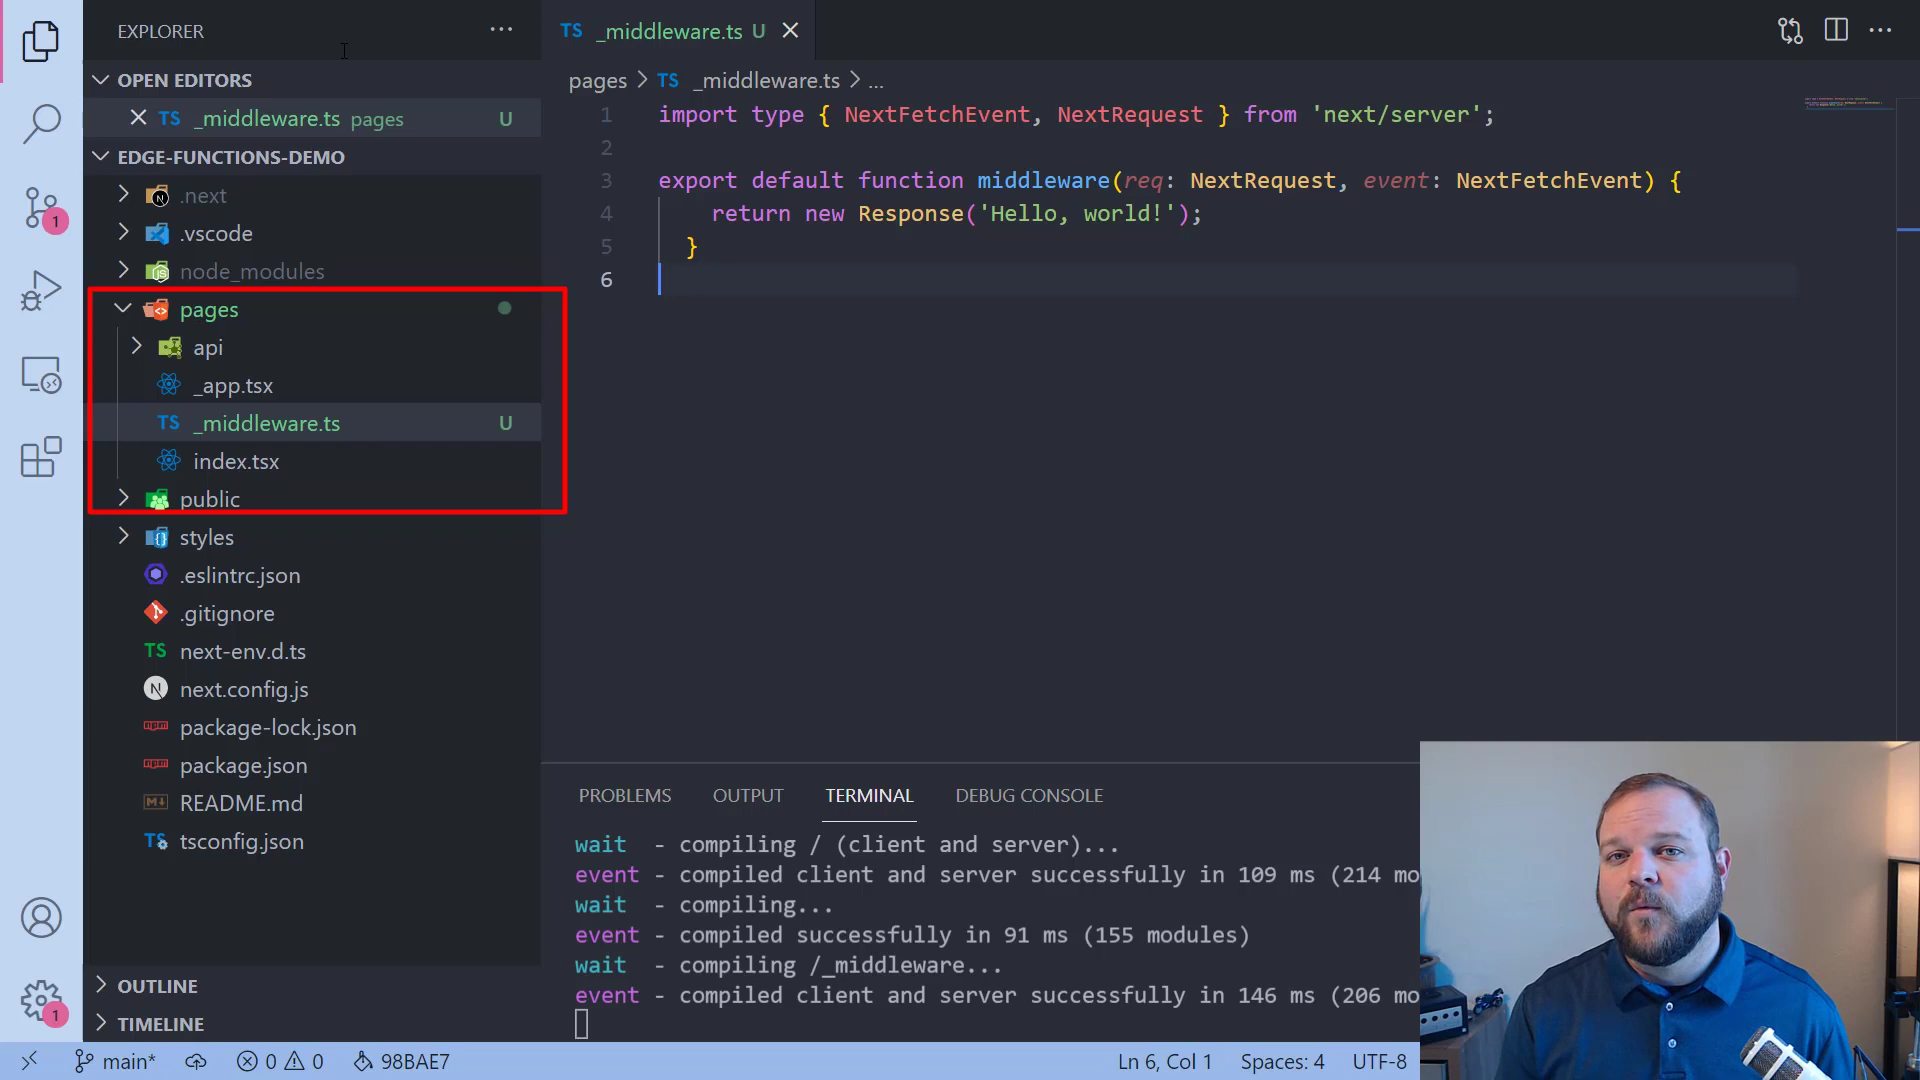 EXPLORER
OPEN EDITORS
TS _middleware.ts pages U
EDGE-FUNCTIONS-DEMO
.next
.vscode
node_modules
pages
api
_app.tsx
TS _middleware.ts U
index.tsx
public
styles
.eslintrc.json
.gitignore
TS next-env.d.ts
N next.config.js
package-lock.json
package.json
README.md
TS tsconfig.json
OUTLINE
TIMELINE
1
1
TS _middleware.ts U
pages > TS _middleware.ts > ...
1 import type { NextFetchEvent, NextRequest } from 'next/server';
2
3 export default function middleware(req: NextRequest, event: NextFetchEvent) {
4 return new Response('Hello, world!');
5 }
6
PROBLEMS OUTPUT TERMINAL DEBUG CONSOLE
wait - compiling / (client and server)...
event - compiled client and server successfully in 109 ms (214 mo
wait - compiling...
event - compiled successfully in 91 ms (155 modules)
wait - compiling /_middleware...
event - compiled client and server successfully in 146 ms (206 mo
main* 0 0 98BAE7 Ln 6, Col 1 Spaces: 4 UTF-8